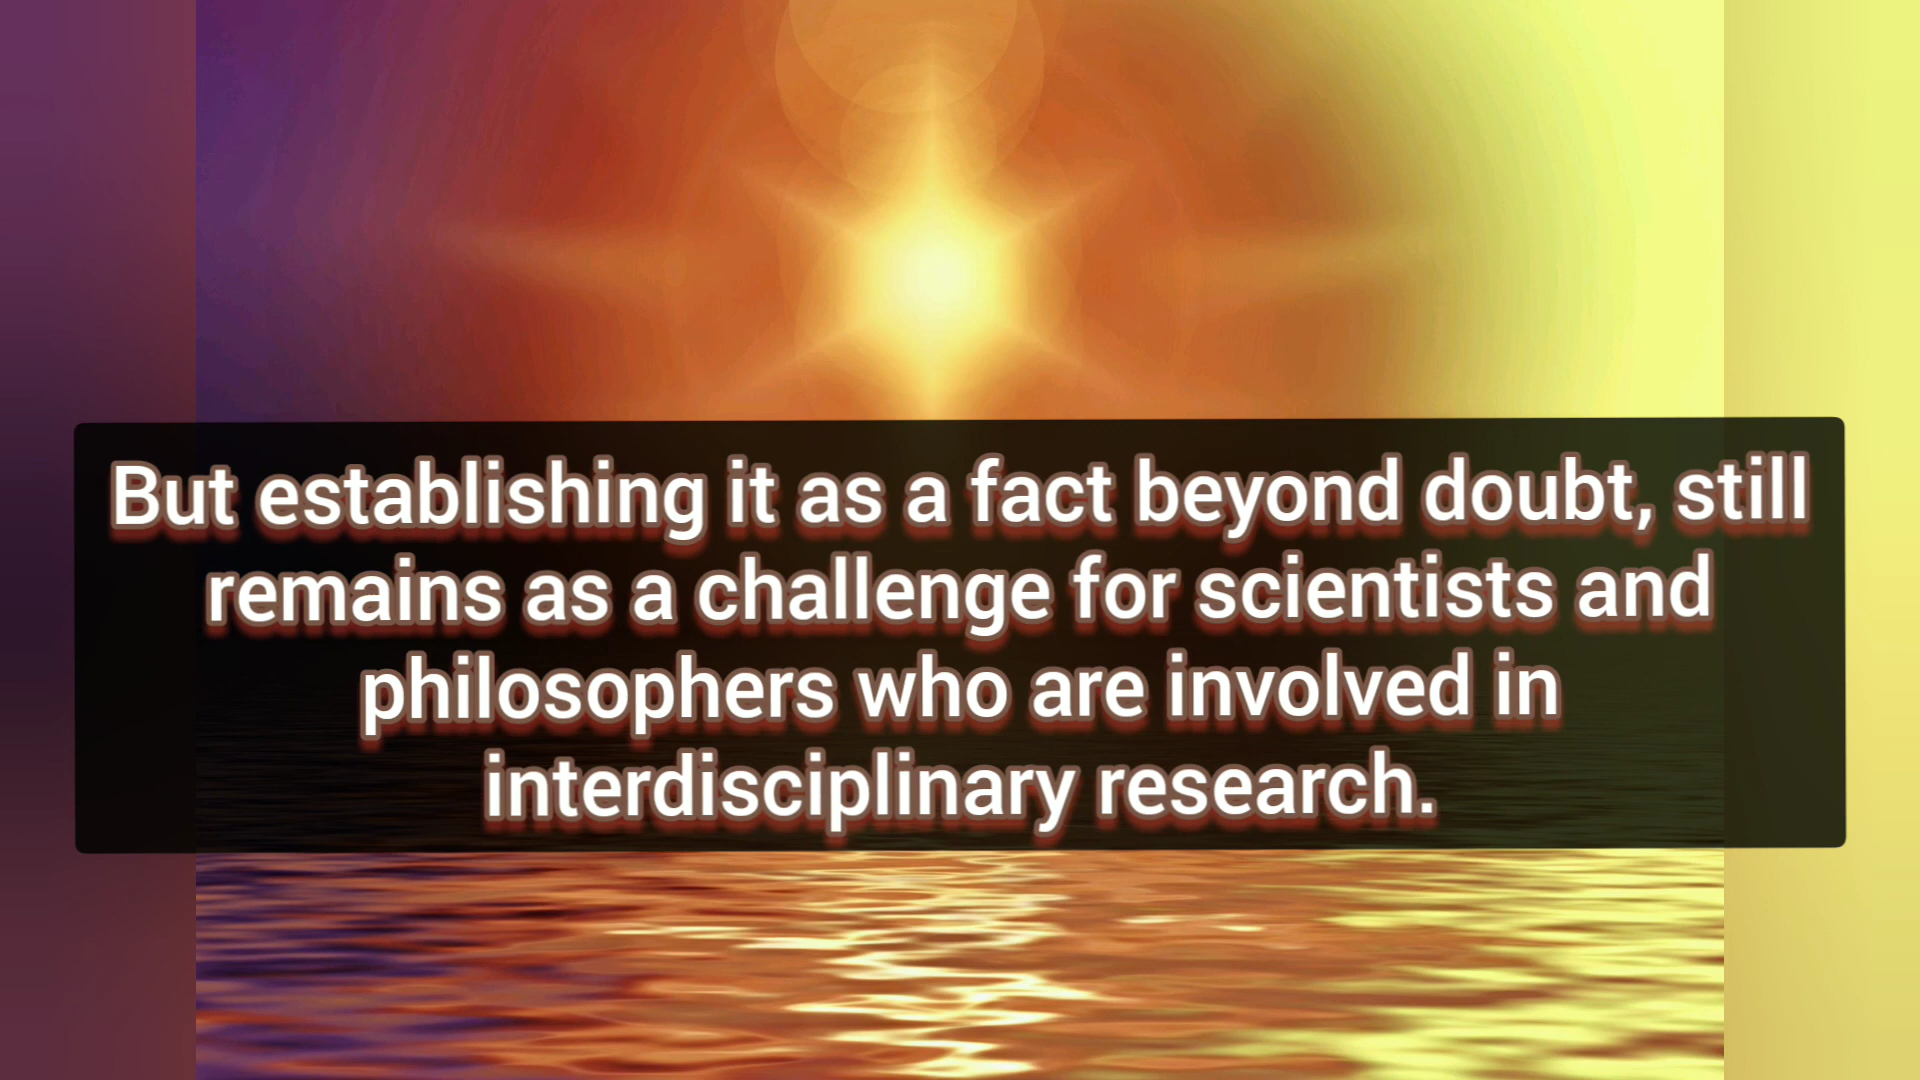 But establishing it as a fact beyond doubt, still
remains as a challenge for scientists and
philosophers who are involved in
interdisciplinary research.